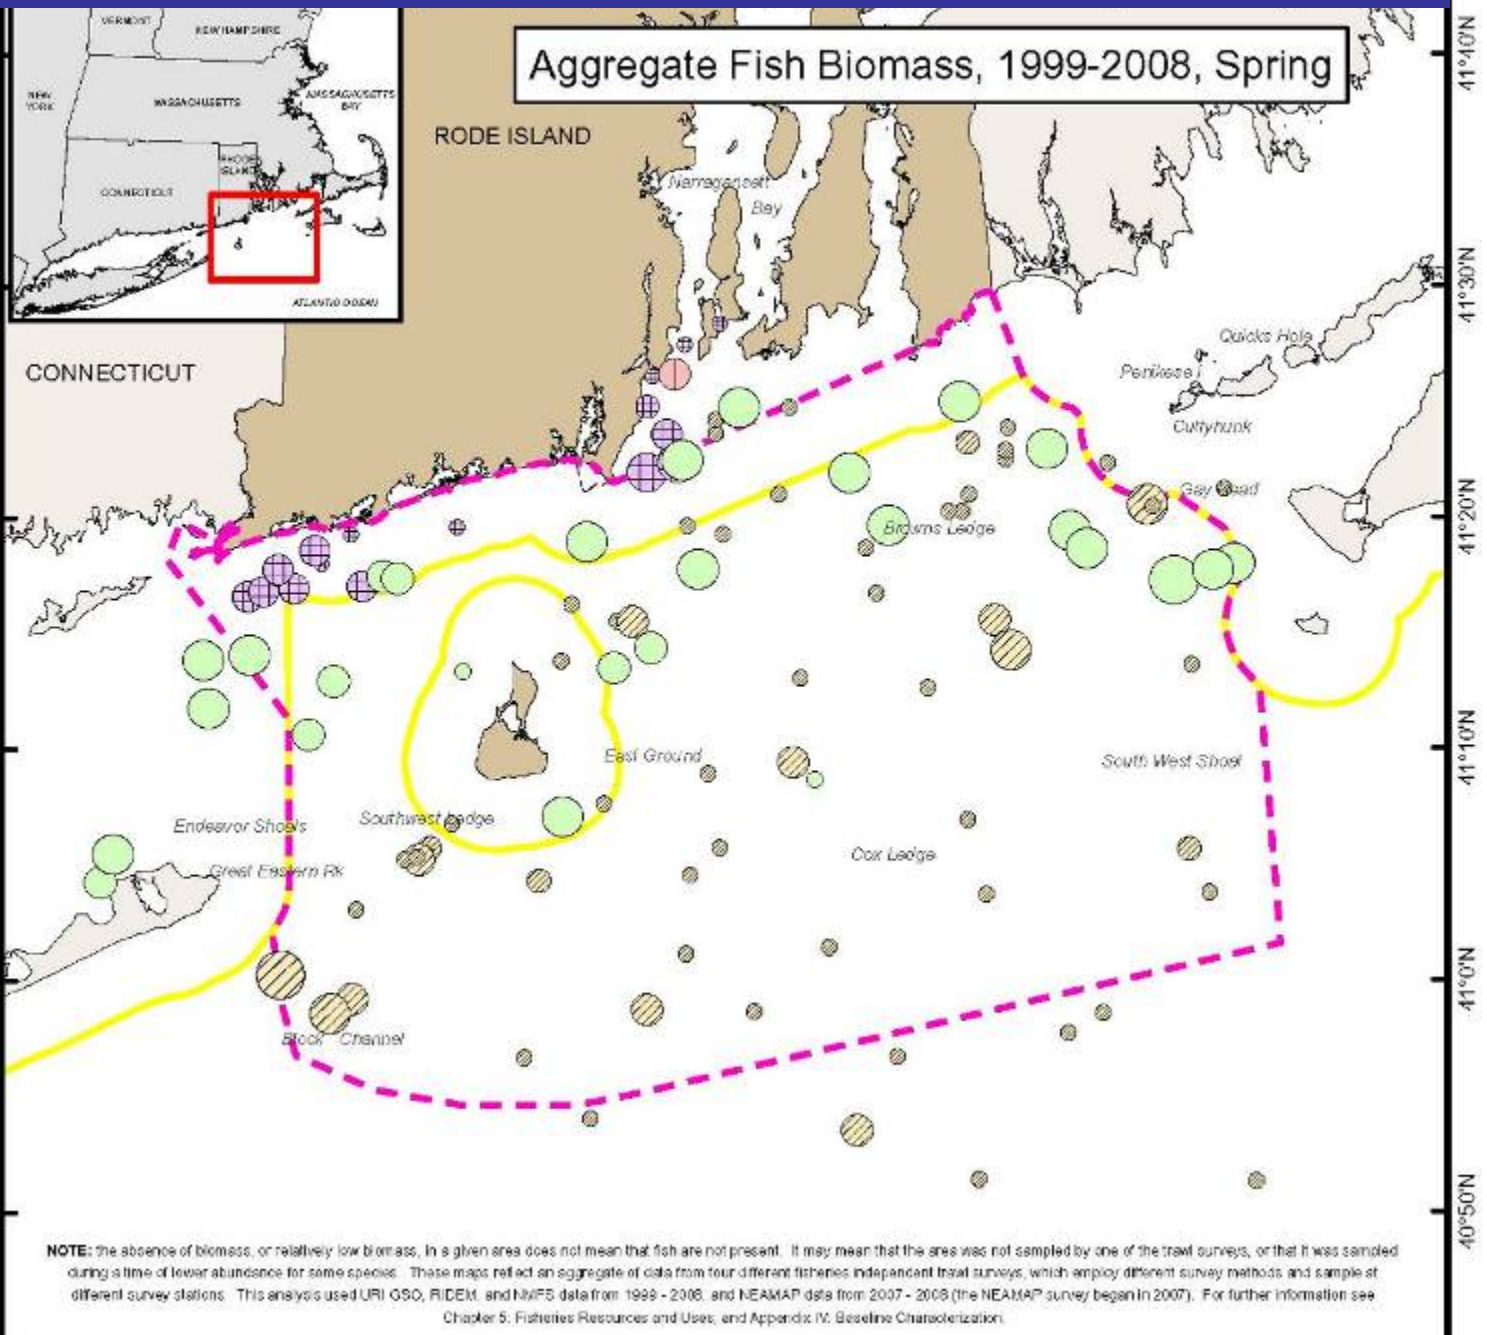 VERMONT
NEW HAMPSHIRE
Aggregate Fish Biomass, 1999-2008, Spring
41°40'N
NEW
YORK
MASSACHUSETTS
MASSACHUSETTS
BAY
RODE ISLAND
RHODE
ISLAND
CONNECTICUT
Narragansett
Bay
ATLANTIC OCEAN
41°30'N
CONNECTICUT
Quicks Hole
Penikese
Cuttyhunk
Gay Head
41°20'N
Browns Ledge
East Ground
South West Shoal
41°10'N
Endeavor Shoals
Southwest Ledge
Cox Ledge
Great Eastern Rk
41°0'N
Block Channel
40°50'N
NOTE: the absence of biomass, or relatively low biomass, in a given area does not mean that fish are not present. It may mean that the area was not sampled by one of the trawl surveys, or that it was sampled
during a time of lower abundance for some species. These maps reflect an aggregate of data from four different fisheries independent trawl surveys, which employ different survey methods and sample at
different survey stations. This analysis used URI GSO, RIDEM, and NMFS data from 1999 - 2008, and NEAMAP data from 2007 - 2008 (the NEAMAP survey began in 2007). For further information see
Chapter 5: Fisheries Resources and Uses, and Appendix IV: Baseline Characterization.